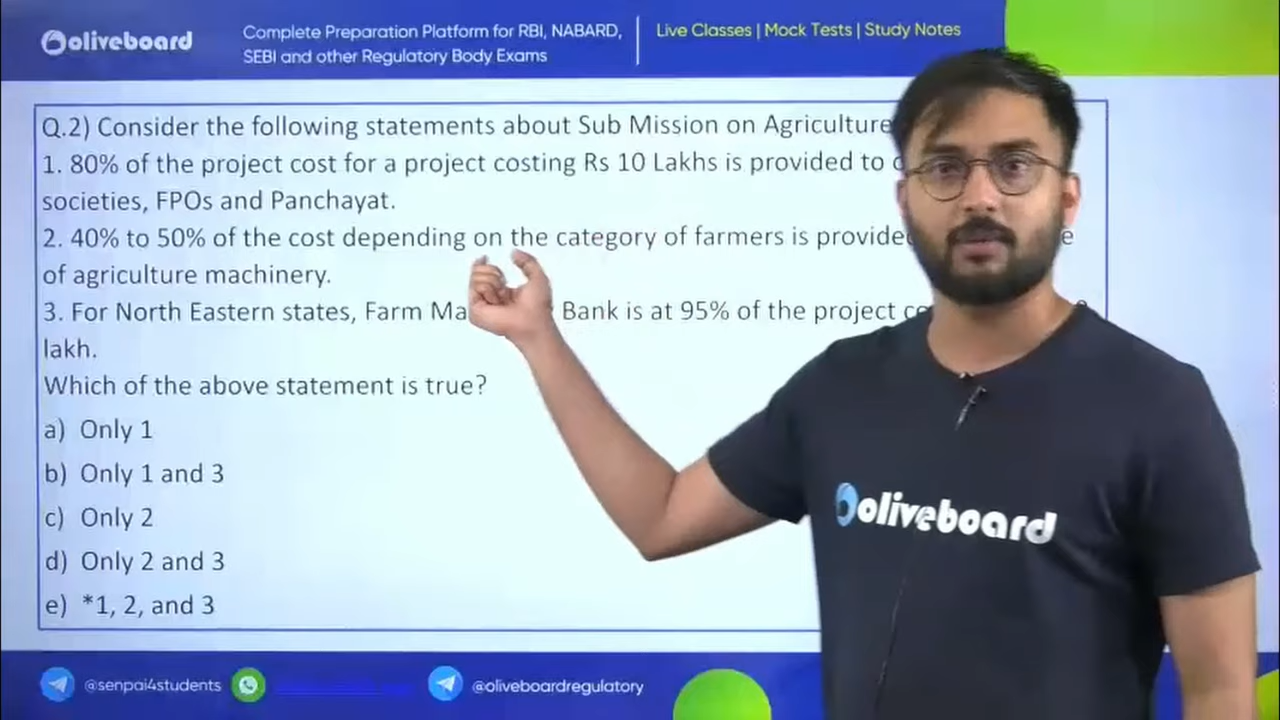 oliveboard
Complete Preparation Platform for RBI, NABARD,
SEBI and other Regulatory Body Exams
Live Classes | Mock Tests | Study Notes
Q.2) Consider the following statements about Sub Mission on Agriculture
1. 80% of the project cost for a project costing Rs 10 Lakhs is provided to
societies, FPOs and Panchayat.
2. 40% to 50% of the cost depending on the category of farmers is
of agriculture machinery.
3. For North Eastern states, Farm Bank is at 95% of the project
lakh.
Which of the above statement is true?
a) Only 1
b) Only 1 and 3
c) Only 2
d) Only 2 and 3
e) *1, 2, and 3
oliveboard
@senpai4students
@oliveboardregulatory